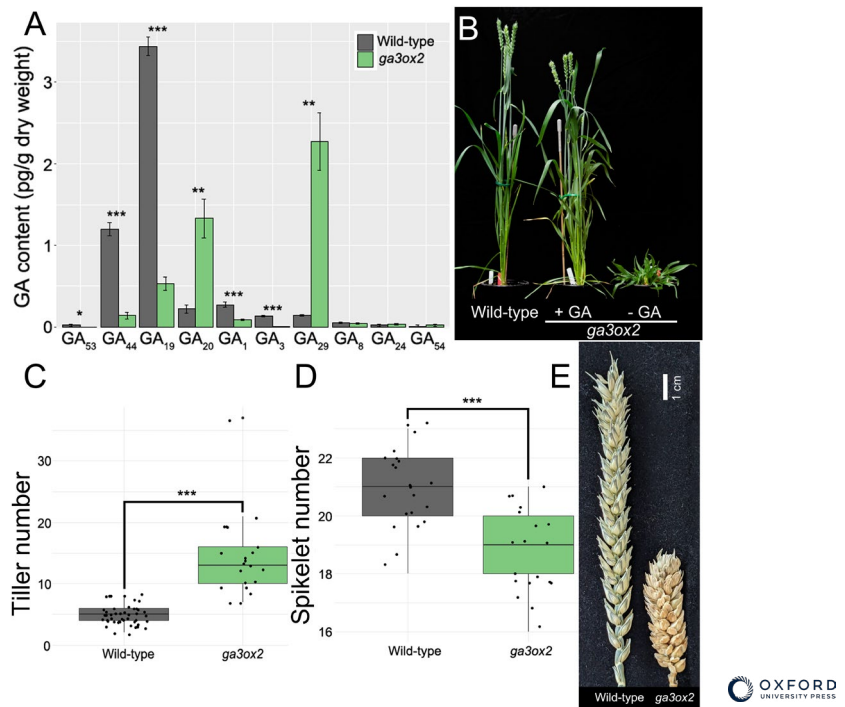 A
GA content (pg/g dry weight)
3
2
1
0
Wild-type
ga3ox2
*
***
***
**
***
***
**
GA53
GA44
GA19
GA20
GA1
GA3
GA29
GA8
GA24
GA54
B
Wild-type + GA - GA
ga3ox2
C
Tiller number
30
20
10
0
***
Wild-type ga3ox2
D
Spikelet number
22
20
18
16
***
Wild-type ga3ox2
E
1 cm
Wild-type ga3ox2
OXFORD
UNIVERSITY PRESS